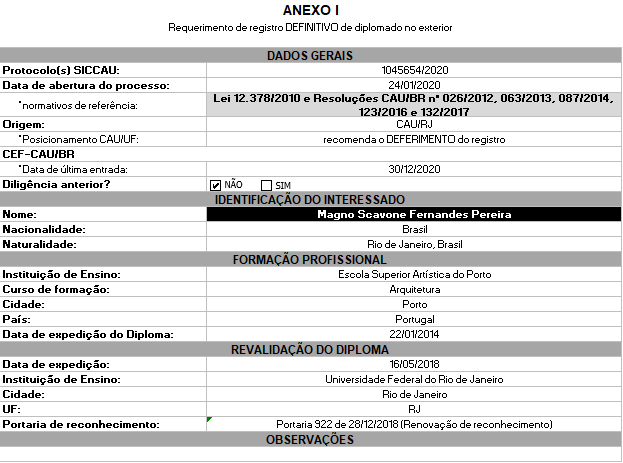 ANEXO I
Requerimento de registro DEFINITIVO de diplomado no exterior
DADOS GERAIS
Protocolo(s) SICCAU: 1045654/2020
Data de abertura do processo: 24/01/2020
*normativos de referência: Lei 12.378/2010 e Resoluções CAU/BR n° 026/2012, 063/2013, 087/2014,
123/2016 e 132/2017
Origem: CAU/RJ
*Posicionamento CAU/UF: recomenda o DEFERIMENTO do registro
CEF-CAU/BR
*Data de última entrada: 30/12/2020
Diligência anterior? NÃO SIM
IDENTIFICAÇÃO DO INTERESSADO
Nome: Magno Scavone Fernandes Pereira
Nacionalidade: Brasil
Naturalidade: Rio de Janeiro, Brasil
FORMAÇÃO PROFISSIONAL
Instituição de Ensino: Escola Superior Artística do Porto
Curso de formação: Arquitetura
Cidade: Porto
País: Portugal
Data de expedição do Diploma: 22/01/2014
REVALIDAÇÃO DO DIPLOMA
Data de expedição: 16/05/2018
Instituição de Ensino: Universidade Federal do Rio de Janeiro
Cidade: Rio de Janeiro
UF: RJ
Portaria de reconhecimento: Portaria 922 de 28/12/2018 (Renovação de reconhecimento)
OBSERVAÇÕES